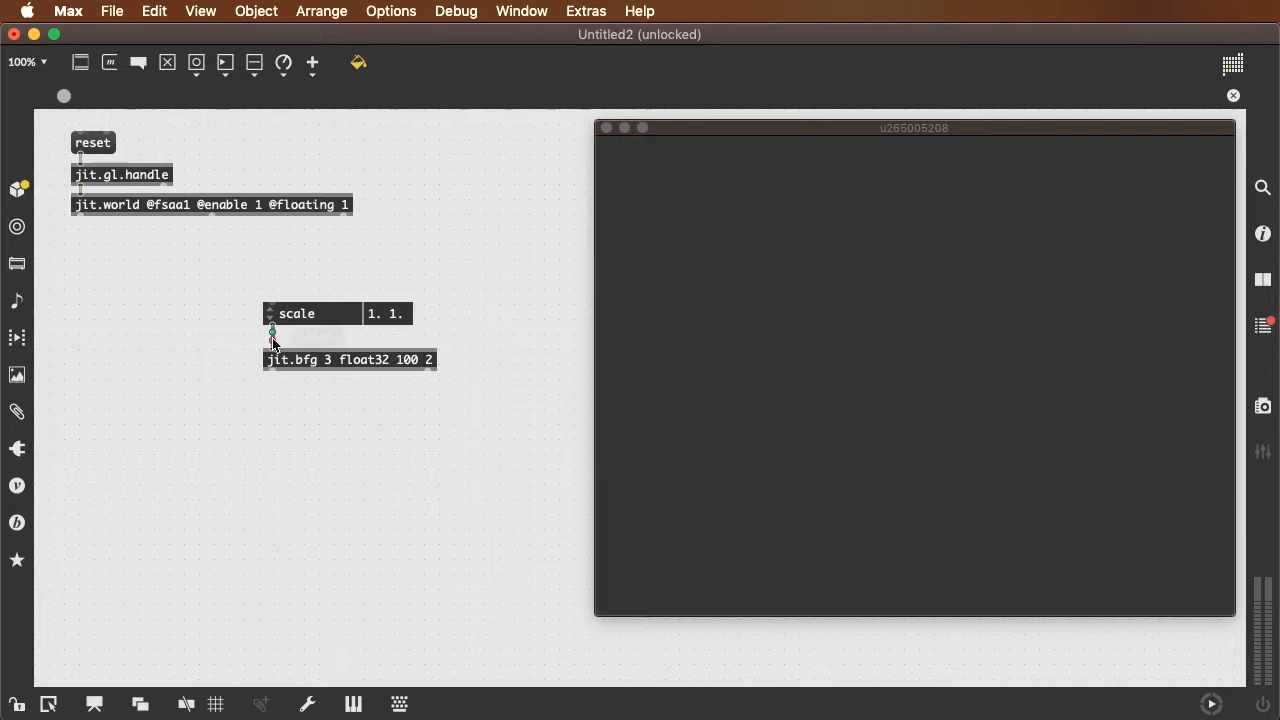 Max File Edit View Object Arrange Options Debug Window Extras Help
Untitled2 (unlocked)
100%
reset
u265005208
jit.gl.handle
jit.world @fsaa1 @enable 1 @floating 1
scale 1. 1.
jit.bfg 3 float32 100 2